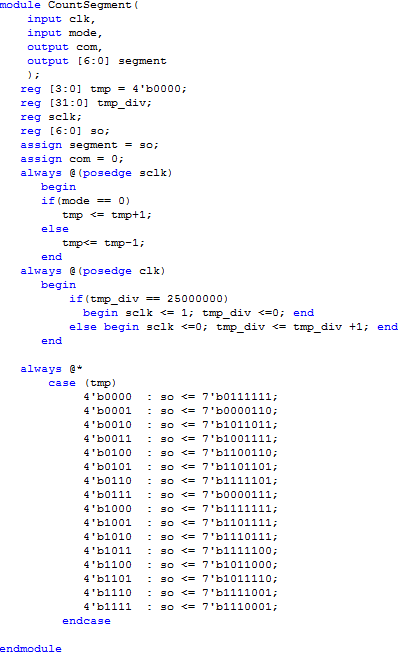 module CountSegment(
    input clk,
    input mode,
    output com,
    output [6:0] segment
    );
   reg [3:0] tmp = 4'b0000;
   reg [31:0] tmp_div;
   reg sclk;
   reg [6:0] so;
   assign segment = so;
   assign com = 0;
   always @(posedge sclk)
      begin
      if(mode == 0)
         tmp <= tmp+1;
      else
         tmp<= tmp-1;
      end
   always @(posedge clk)
      begin
          if(tmp_div == 25000000)
            begin sclk <= 1; tmp_div <=0; end
          else begin sclk <=0; tmp_div <= tmp_div +1; end
      end
   always @*
       case (tmp)
            4'b0000  : so <= 7'b0111111;
            4'b0001  : so <= 7'b0000110;
            4'b0010  : so <= 7'b1011011;
            4'b0011  : so <= 7'b1001111;
            4'b0100  : so <= 7'b1100110;
            4'b0101  : so <= 7'b1101101;
            4'b0110  : so <= 7'b1111101;
            4'b0111  : so <= 7'b0000111;
            4'b1000  : so <= 7'b1111111;
            4'b1001  : so <= 7'b1101111;
            4'b1010  : so <= 7'b1110111;
            4'b1011  : so <= 7'b1111100;
            4'b1100  : so <= 7'b1011000;
            4'b1101  : so <= 7'b1011110;
            4'b1110  : so <= 7'b1111001;
            4'b1111  : so <= 7'b1110001;
         endcase
endmodule